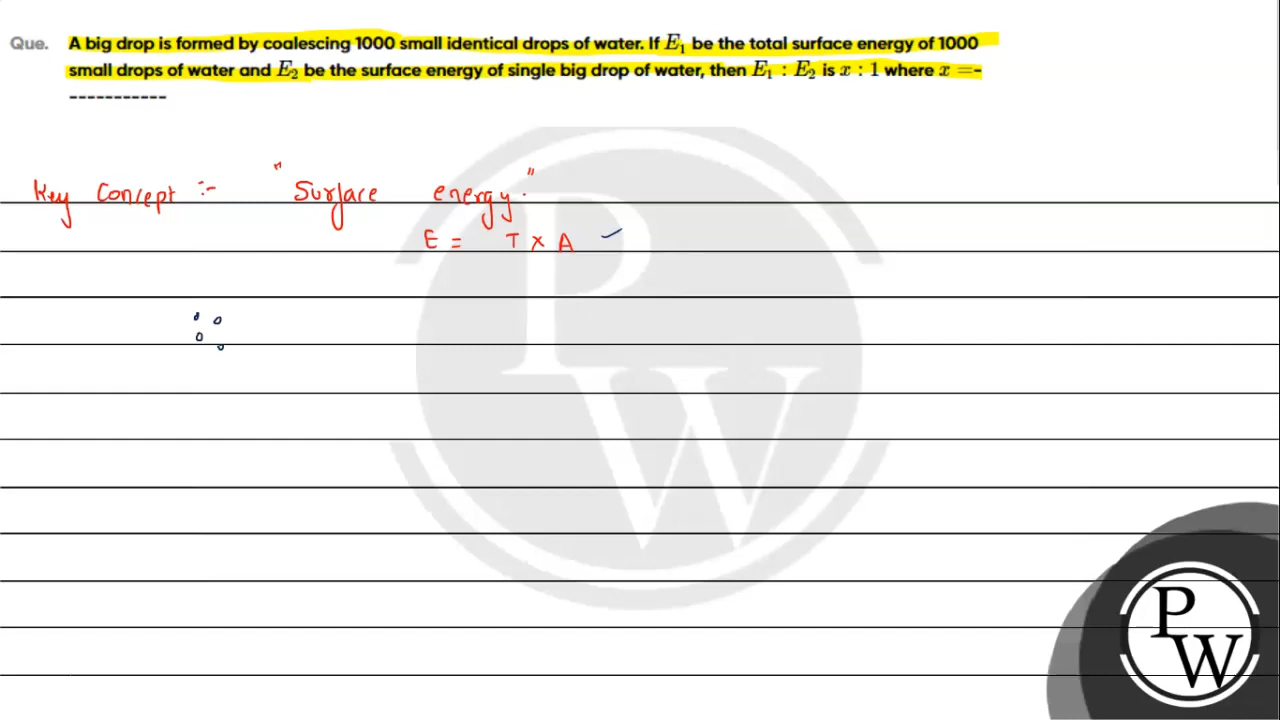 Que. A big drop is formed by coalescing 1000 small identical drops of water. If E₁ be the total surface energy of 1000
small drops of water and E₂ be the surface energy of single big drop of water, then E₁ : E₂ is x : 1 where x =-
-----------
Key Concept :- "Surface energy."
E = T × A
P
W
P
W